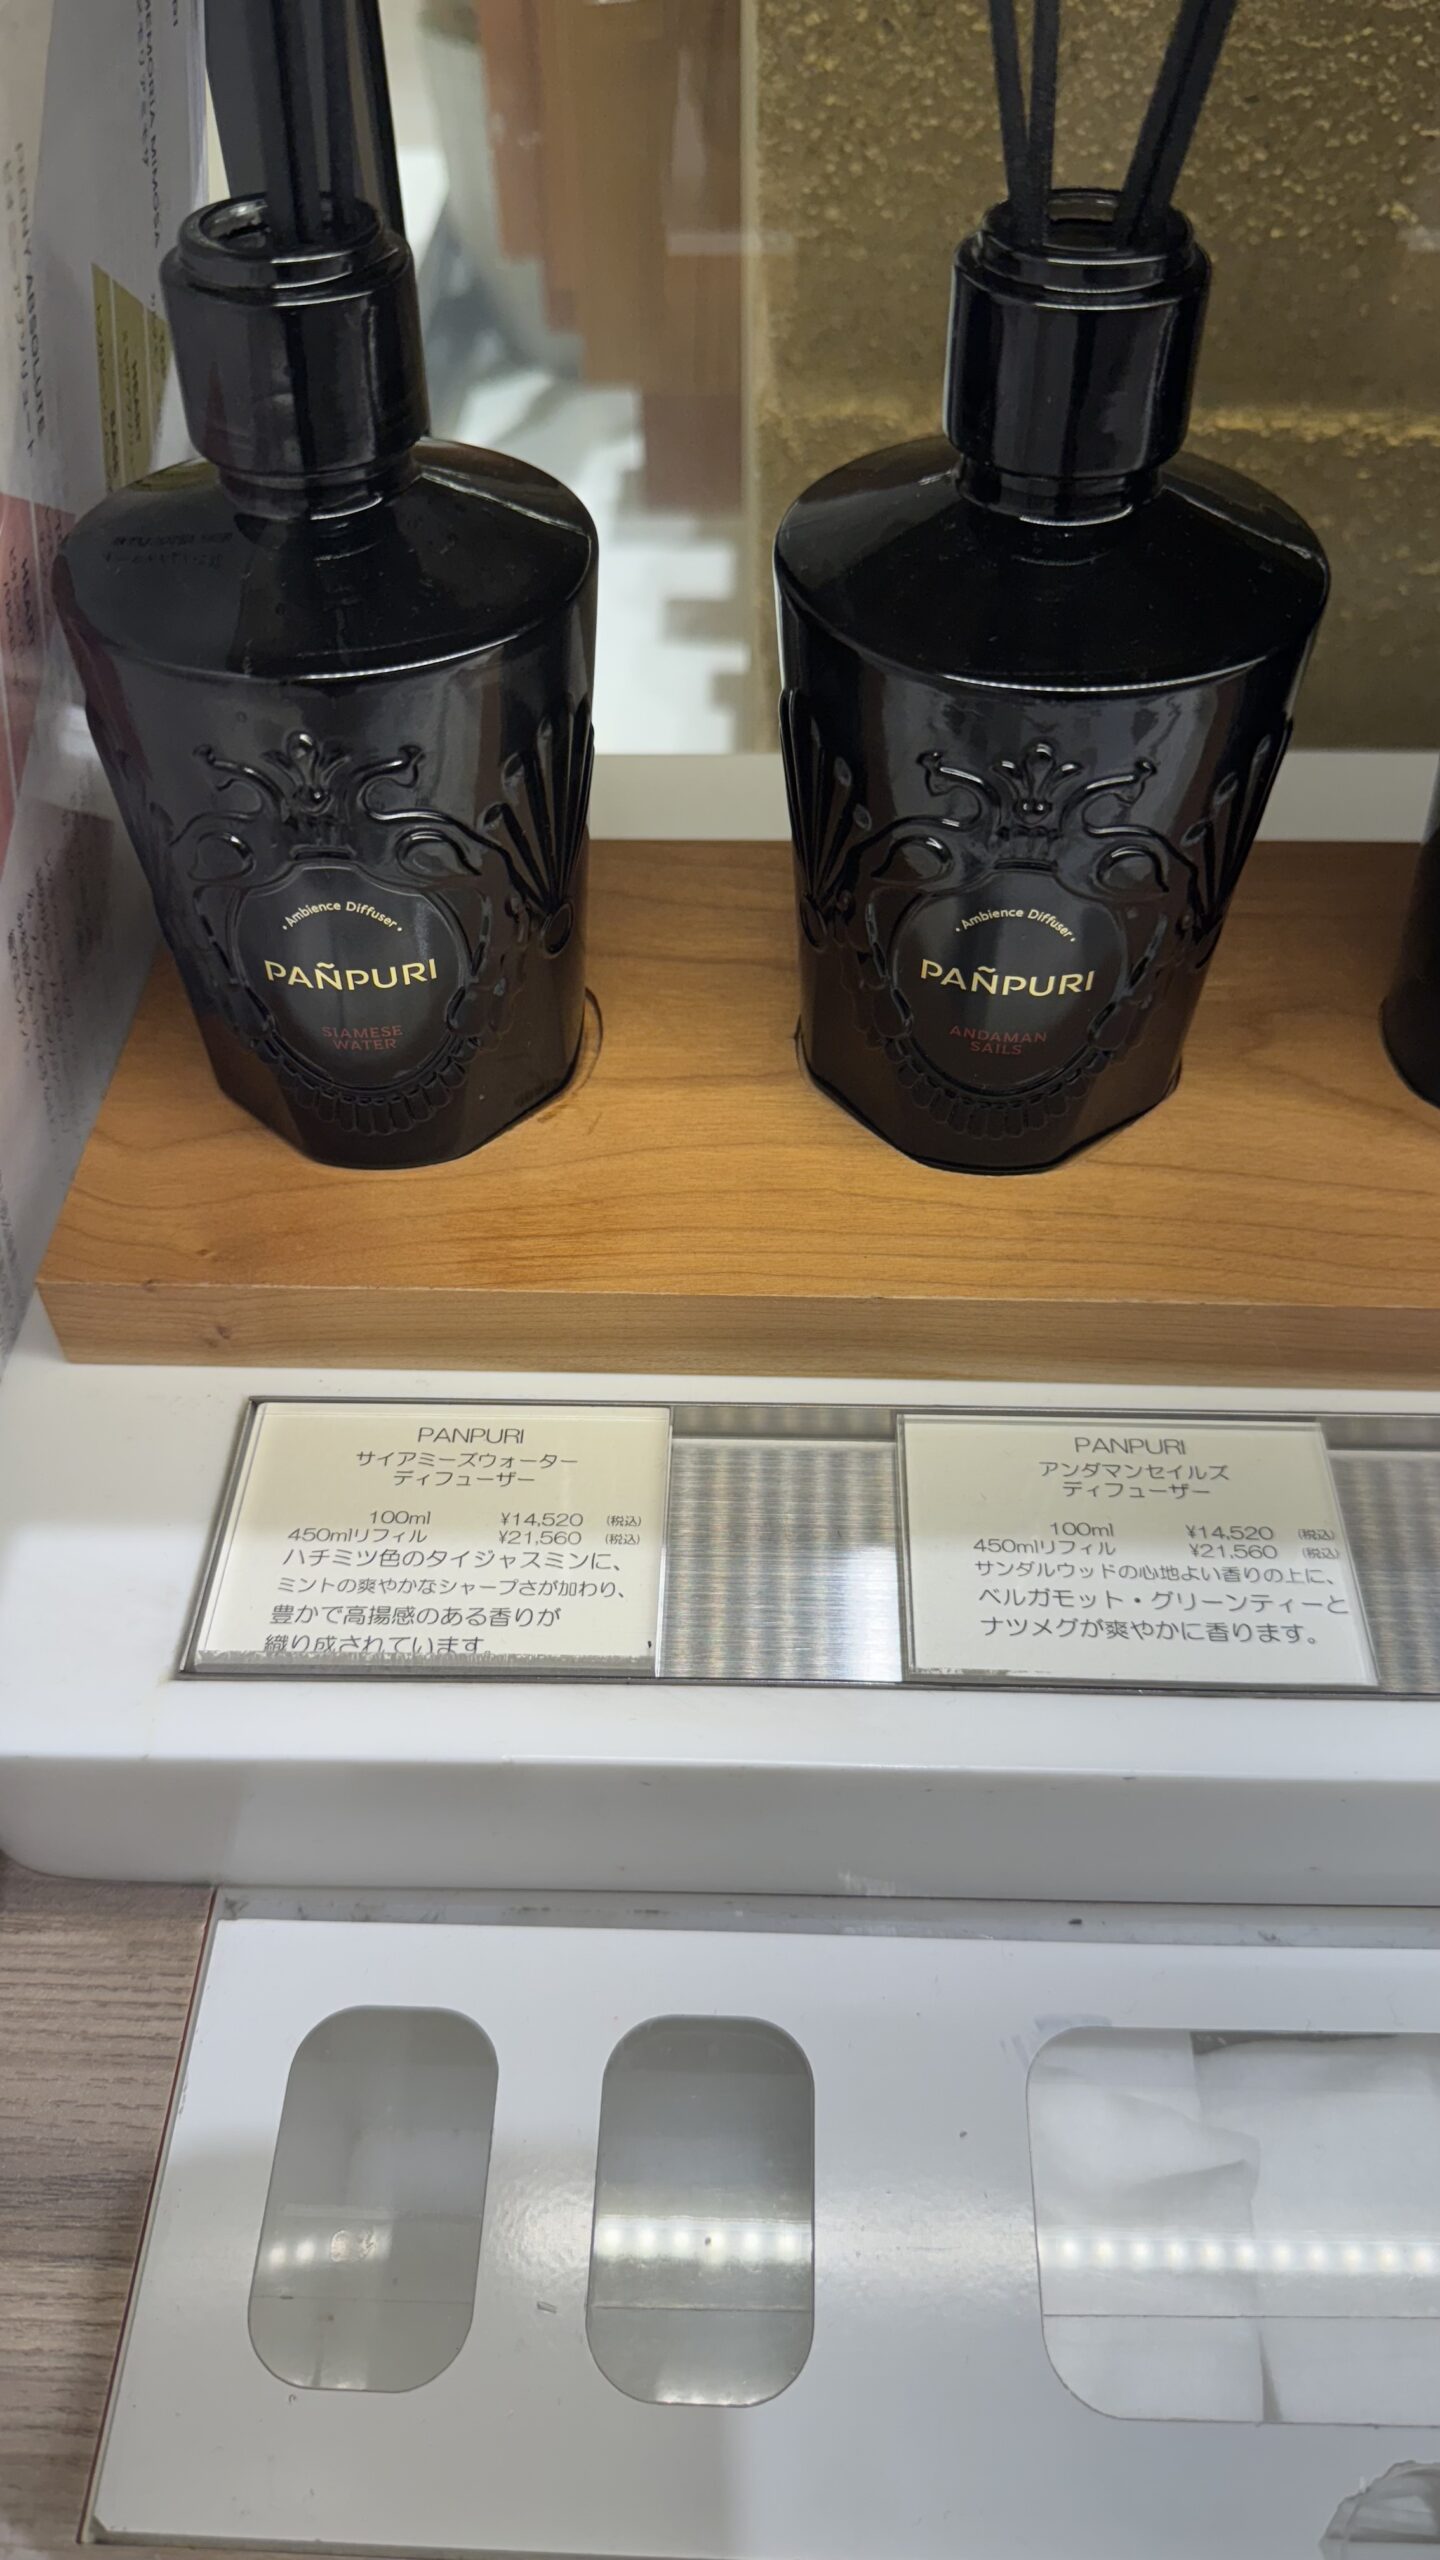 MEMORIA MIMOSA
PEONY ABSOLUTE
HEART
• Ambience Diffuser •
PAÑPURI
SIAMESE
WATER
• Ambience Diffuser •
PAÑPURI
ANDAMAN
SAILS
PANPURI
サイアミーズウォーター
ディフューザー
100ml ¥14,520 (税込)
450mlリフィル ¥21,560 (税込)
ハチミツ色のタイジャスミンに、
ミントの爽やかなシャープさが加わり、
豊かで高揚感のある香りが
織り成されています
PANPURI
アンダマンセイルズ
ディフューザー
100ml ¥14,520 (税込)
450mlリフィル ¥21,560 (税込)
サンダルウッドの心地よい香りの上に、
ベルガモット・グリーンティーと
ナツメグが爽やかに香ります。